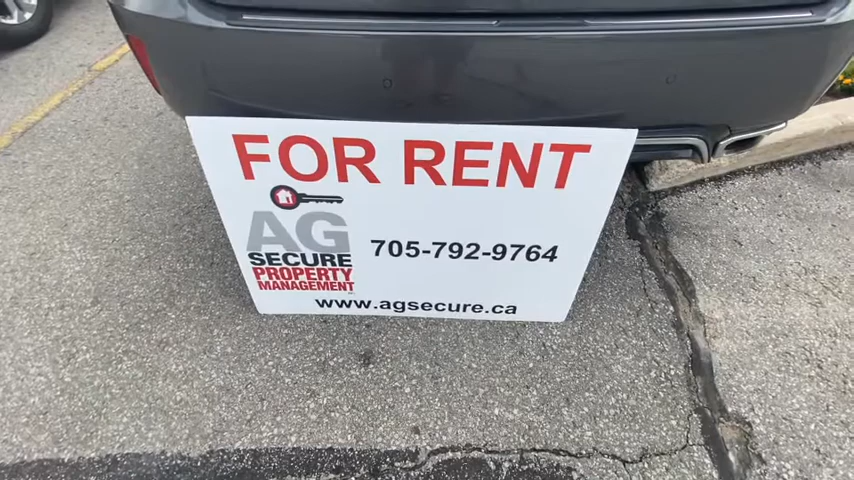 FOR RENT
AG
SECURE
PROPERTY
MANAGEMENT
705-792-9764
www.agsecure.ca